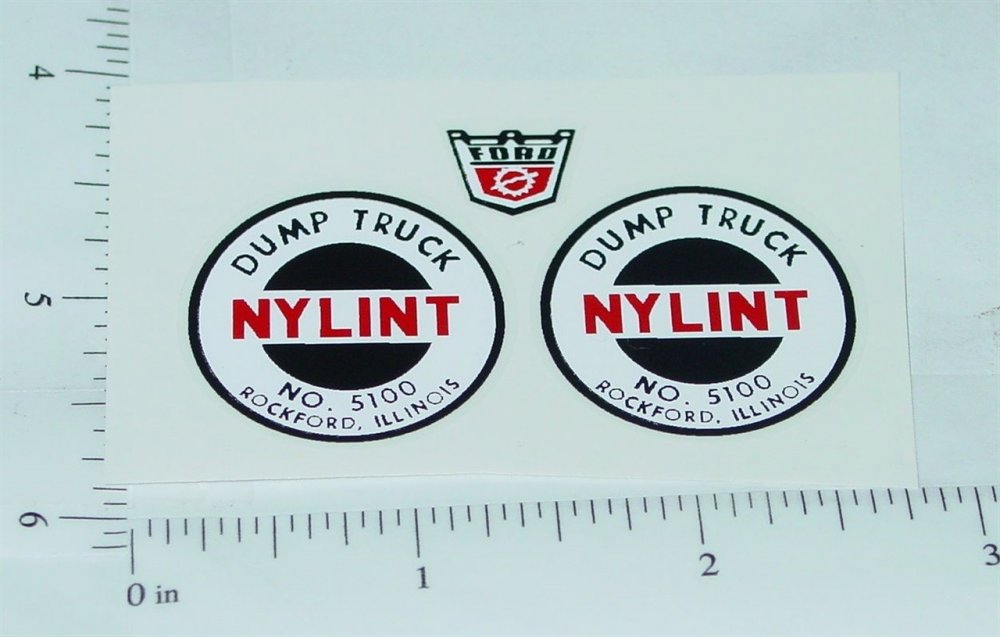 4
5
6
FORD
DUMP TRUCK
NYLINT
NO. 5100
ROCKFORD, ILLINOIS
DUMP TRUCK
NYLINT
NO. 5100
ROCKFORD, ILLINOIS
0 in
1
2
3